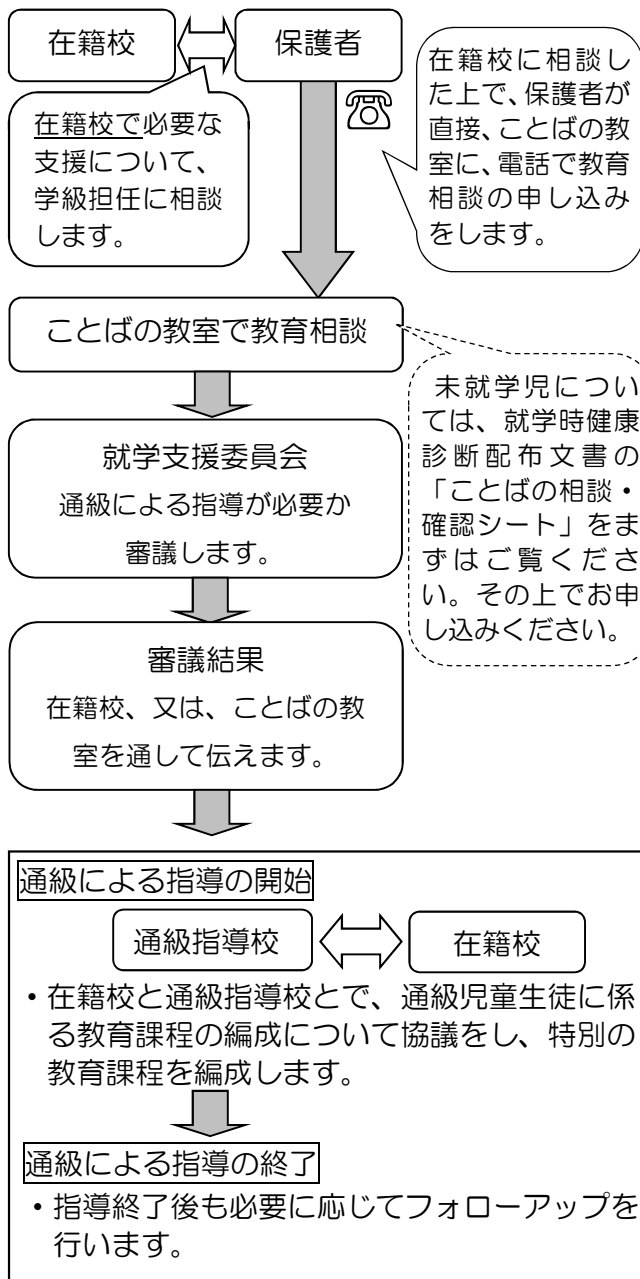 在籍校
保護者
在籍校で必要な
支援について、
学級担任に相談
します。
在籍校に相談し
た上で、保護者が
直接、ことばの教
室に、電話で教育
相談の申し込み
をします。
ことばの教室で教育相談
未就学児につい
ては、就学時健康
診断配布文書の
「ことばの相談・
確認シート」をま
ずはご覧くださ
い。その上でお申
し込みください。
就学支援委員会
通級による指導が必要か
審議します。
審議結果
在籍校、又は、ことばの教
室を通して伝えます。
通級による指導の開始
通級指導校
在籍校
・在籍校と通級指導校とで、通級児童生徒に係
る教育課程の編成について協議をし、特別の
教育課程を編成します。
通級による指導の終了
・指導終了後も必要に応じてフォローアップを
行います。